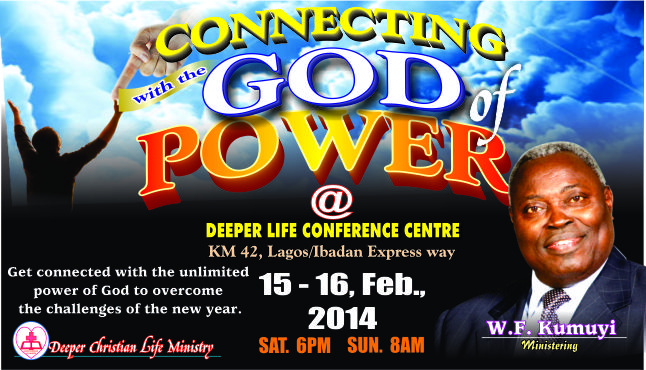 CONNECTING
with the
GOD of
POWER
@
DEEPER LIFE CONFERENCE CENTRE
KM 42, Lagos/Ibadan Express way
Get connected with the unlimited
power of God to overcome
the challenges of the new year.
15 - 16, Feb.,
2014
SAT. 6PM SUN. 8AM
W.F. Kumuyi
Ministering
Deeper Christian Life Ministry